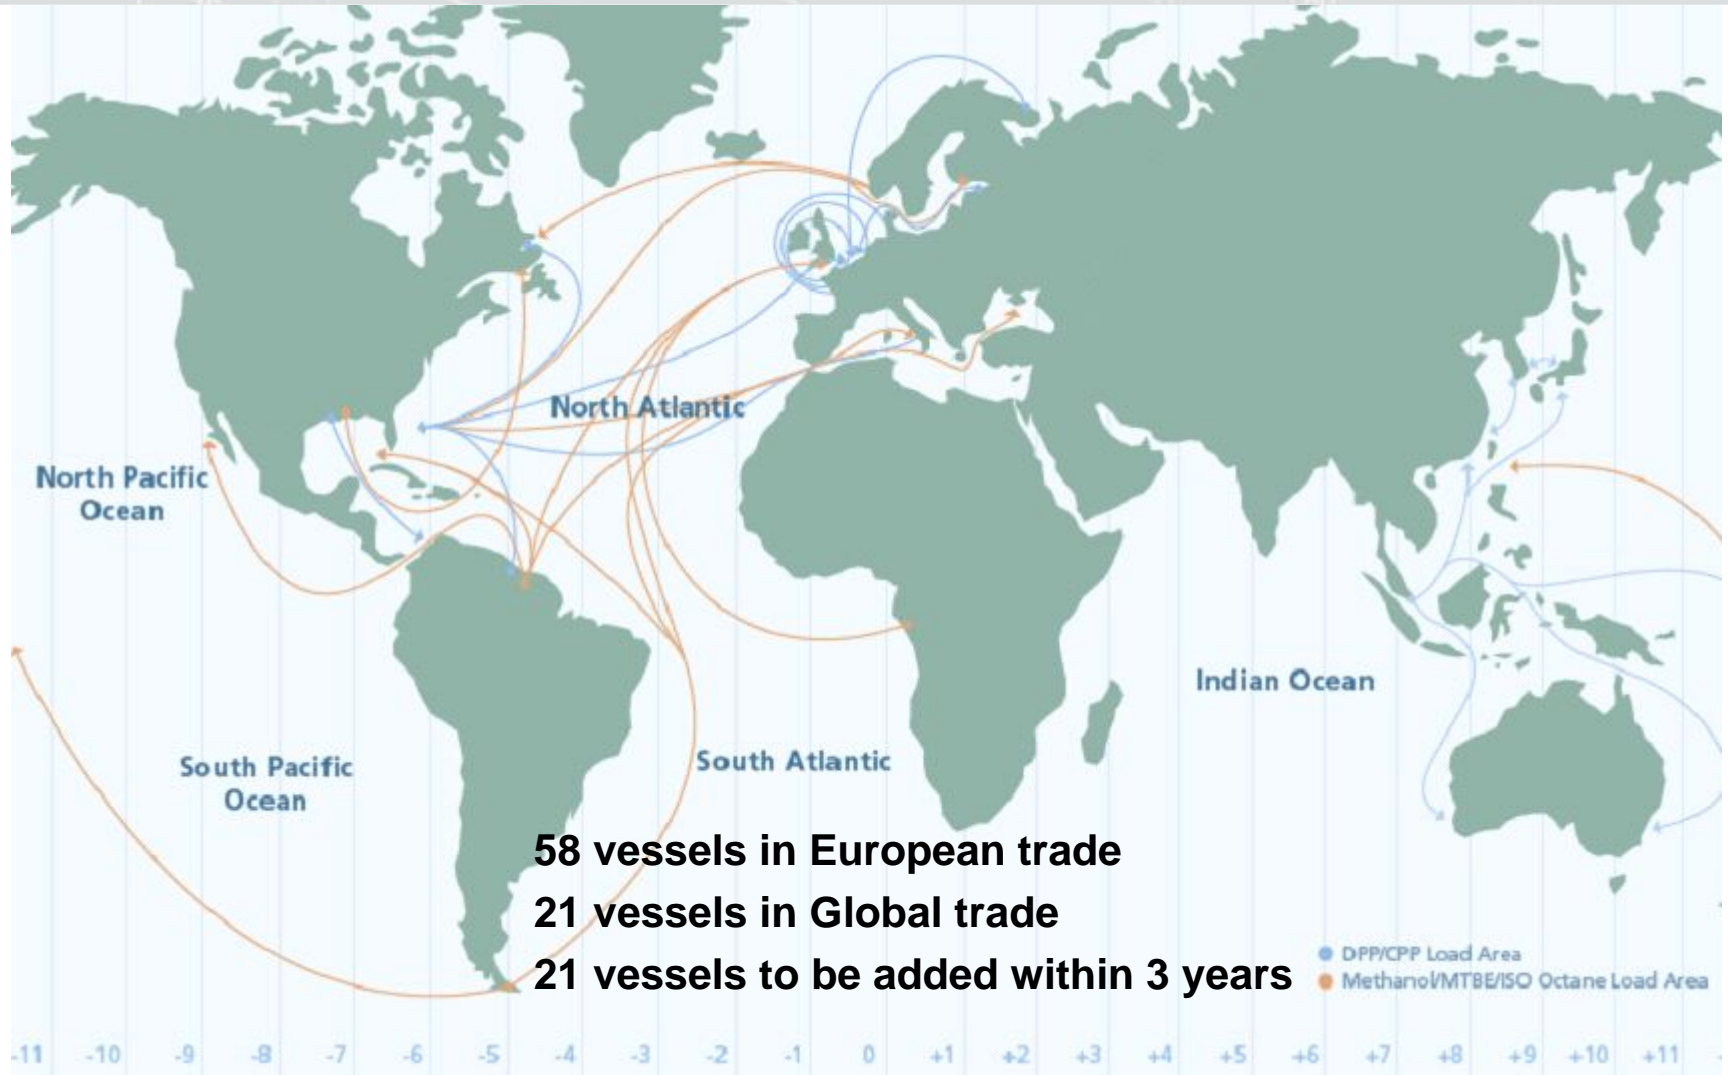 North Atlantic
North Pacific
Ocean
Indian Ocean
South Pacific
Ocean
South Atlantic
58 vessels in European trade
21 vessels in Global trade
21 vessels to be added within 3 years
DPP/CPP Load Area
Methanol/MTBE/ISO Octane Load Area
-11 -10 -9 -8 -7 -6 -5 -4 -3 -2 -1 0 +1 +2 +3 +4 +5 +6 +7 +8 +9 +10 +11